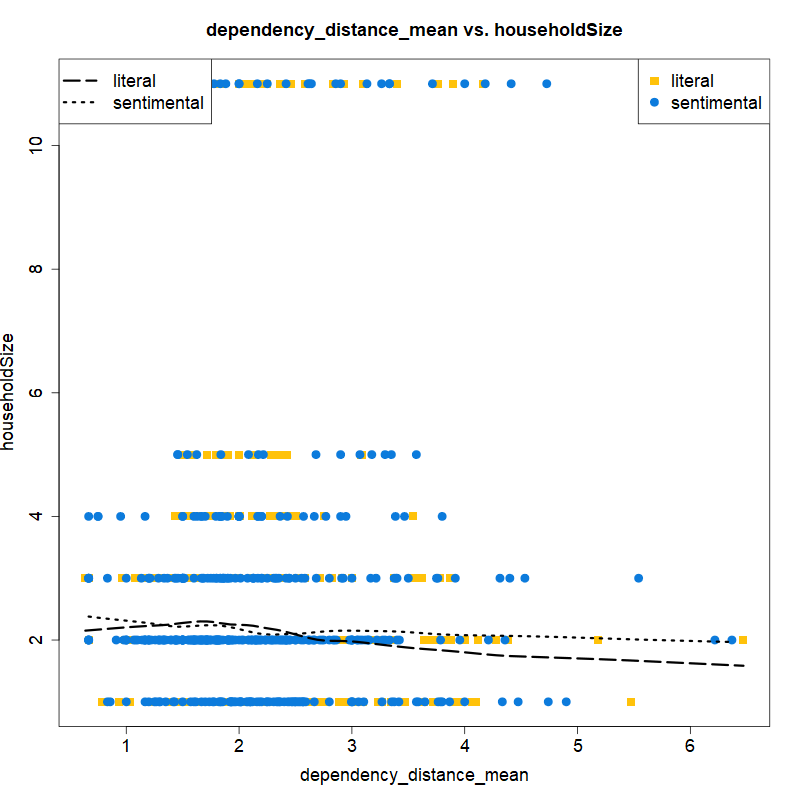 dependency_distance_mean vs. householdSize
literal
sentimental
literal
sentimental
householdSize
10
8
6
4
2
1 2 3 4 5 6
dependency_distance_mean